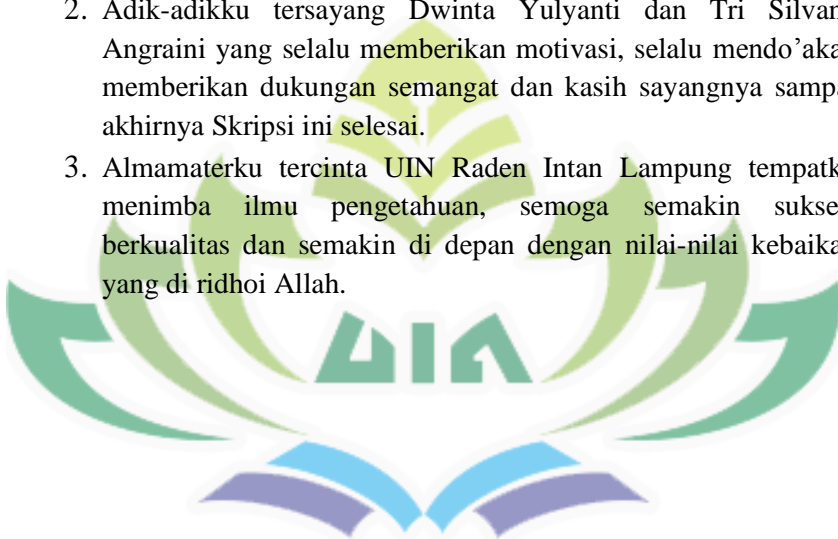 2. Adik-adikku tersayang Dwinta Yulyanti dan Tri Silvan
Angraini yang selalu memberikan motivasi, selalu mendo’aka
memberikan dukungan semangat dan kasih sayangnya sampa
akhirnya Skripsi ini selesai.
3. Almamaterku tercinta UIN Raden Intan Lampung tempatk
menimba ilmu pengetahuan, semoga semakin sukse
berkualitas dan semakin di depan dengan nilai-nilai kebaika
yang di ridhoi Allah.
UIN